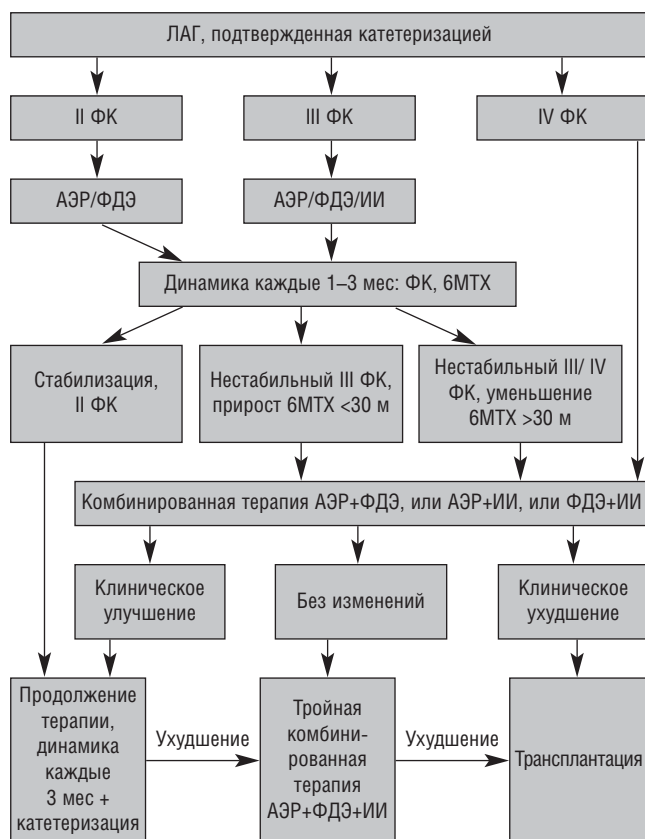 ЛАГ, подтвержденная катетеризацией
II ФК
III ФК
IV ФК
АЭР/ФДЭ
АЭР/ФДЭ/ИИ
Динамика каждые 1–3 мес: ФК, 6МТХ
Стабилизация,
II ФК
Нестабильный III ФК,
прирост 6МТХ <30 м
Нестабильный III/ IV
ФК, уменьшение
6МТХ >30 м
Комбинированная терапия АЭР+ФДЭ, или АЭР+ИИ, или ФДЭ+ИИ
Клиническое
улучшение
Без изменений
Клиническое
ухудшение
Продолжение
терапии,
динамика
каждые
3 мес +
катетеризация
Ухудшение
Тройная
комбини-
рованная
терапия
АЭР+ФДЭ+ИИ
Ухудшение
Трансплантация